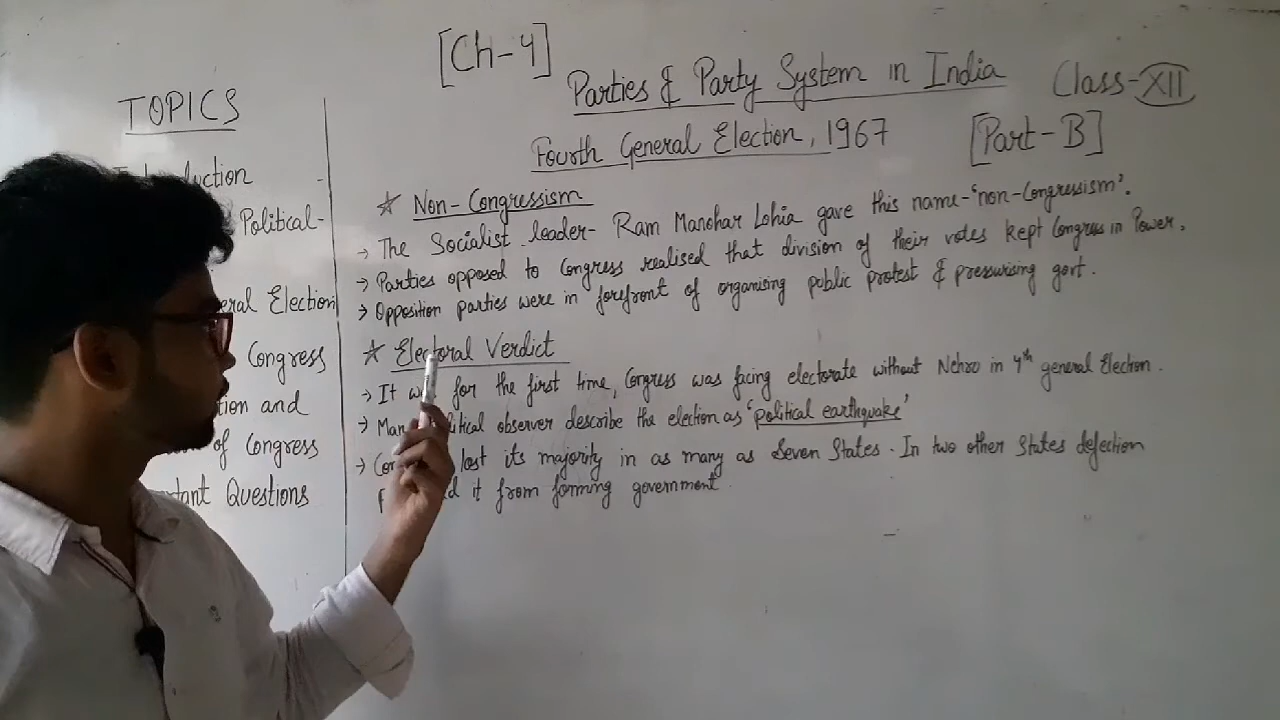 [Ch-4]
Parties & Party System in India
Class-XII
Fourth General Election, 1967
[Part-B]
TOPICS
Political-
Election
Congress
and
of Congress
Questions
★ Non-Congressism
→ The Socialist leader- Ram Manohar Lohia gave this name-'non-Congressism'.
→ Parties opposed to Congress realised that division of their votes kept Congress in Power.
→ Opposition parties were in forefront of organising public protest & pressurising govt.
★ Electoral Verdict
→ It for the first time, Congress was facing electorate without Nehro in 4th general Election.
→ observer describe the election as 'political earthquake'
→ lost its majority in as many as Seven States. In two other States defection
it from forming government.